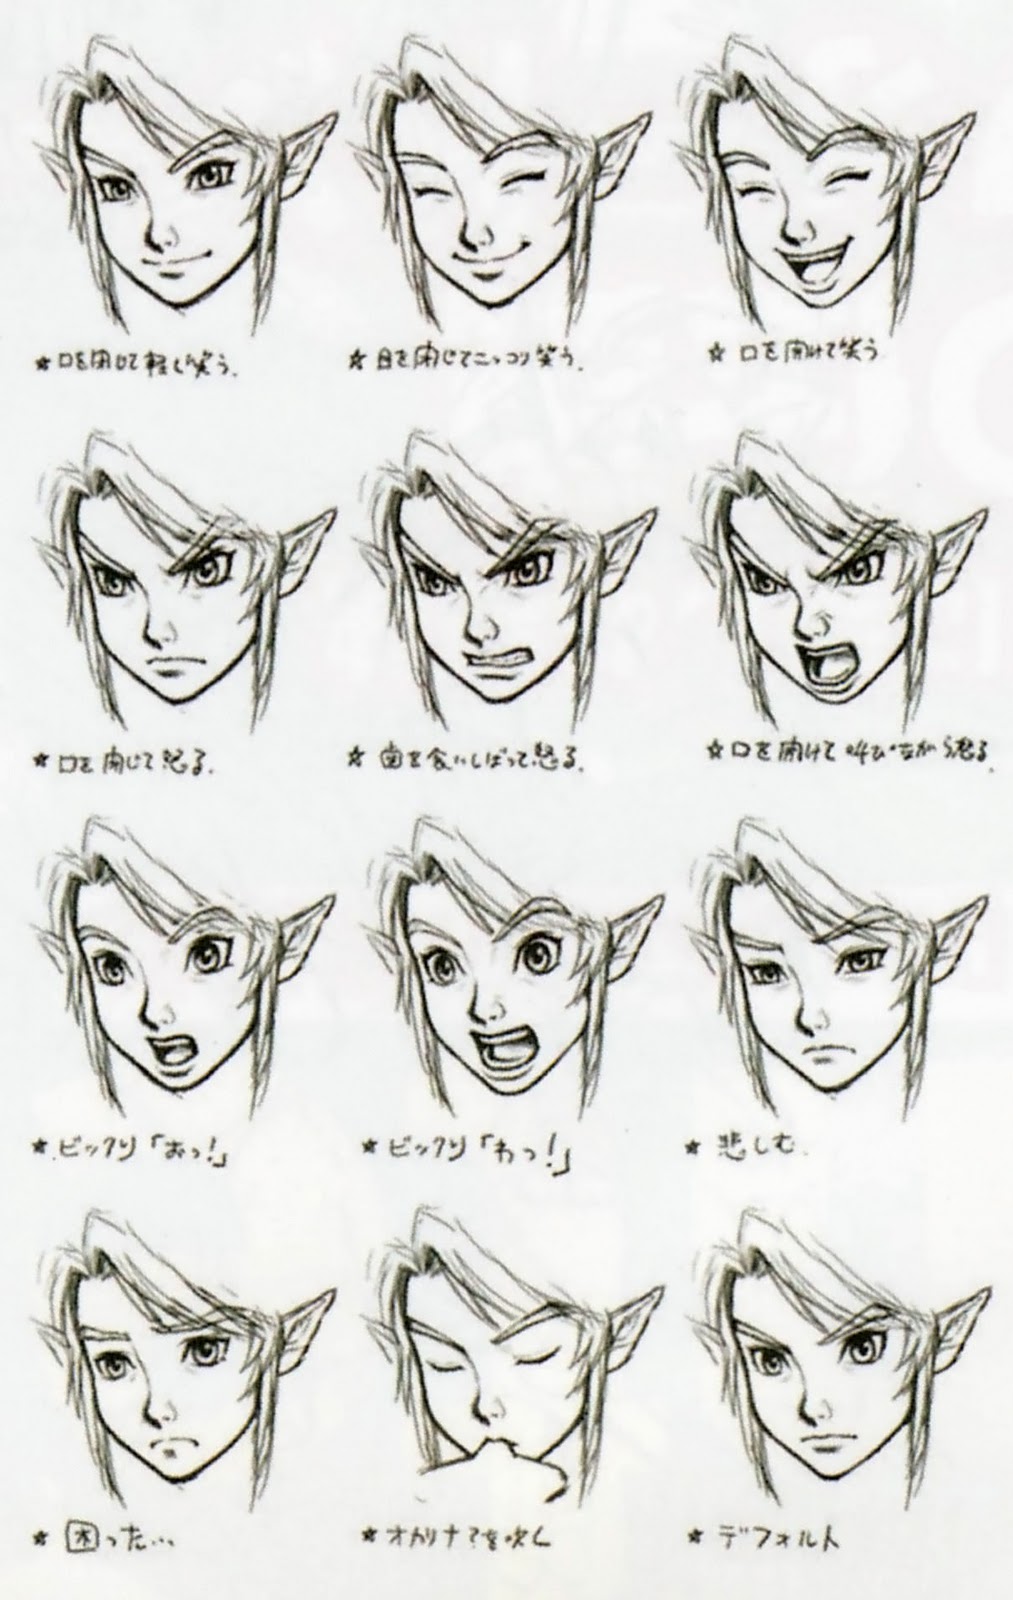 ★口を閉じて軽く笑う.
★目を閉じてニッコリ笑う.
★口を開けて笑う
★口を閉じて怒る.
★歯を食いしばって怒る.
★口を開けて叫びながら怒る.
★ビックリ「おっ!」
★ビックリ「わっ!」
★悲しむ.
★困った...
★オカリナ?を吹く
★デフォルト